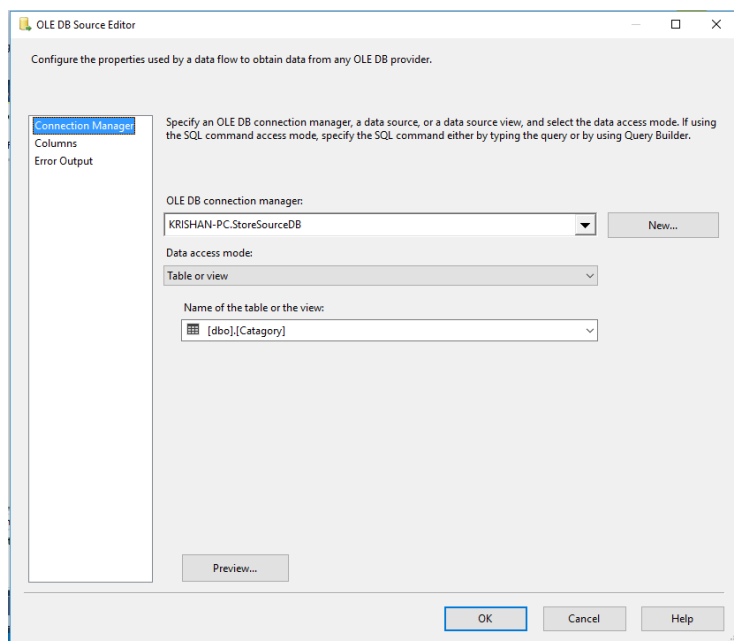 OLE DB Source Editor
Configure the properties used by a data flow to obtain data from any OLE DB provider.
Connection Manager
Columns
Error Output
Specify an OLE DB connection manager, a data source, or a data source view, and select the data access mode. If using
the SQL command access mode, specify the SQL command either by typing the query or by using Query Builder.
OLE DB connection manager:
KRISHAN-PC.StoreSourceDB
New...
Data access mode:
Table or view
Name of the table or the view:
[dbo].[Catagory]
Preview...
OK
Cancel
Help